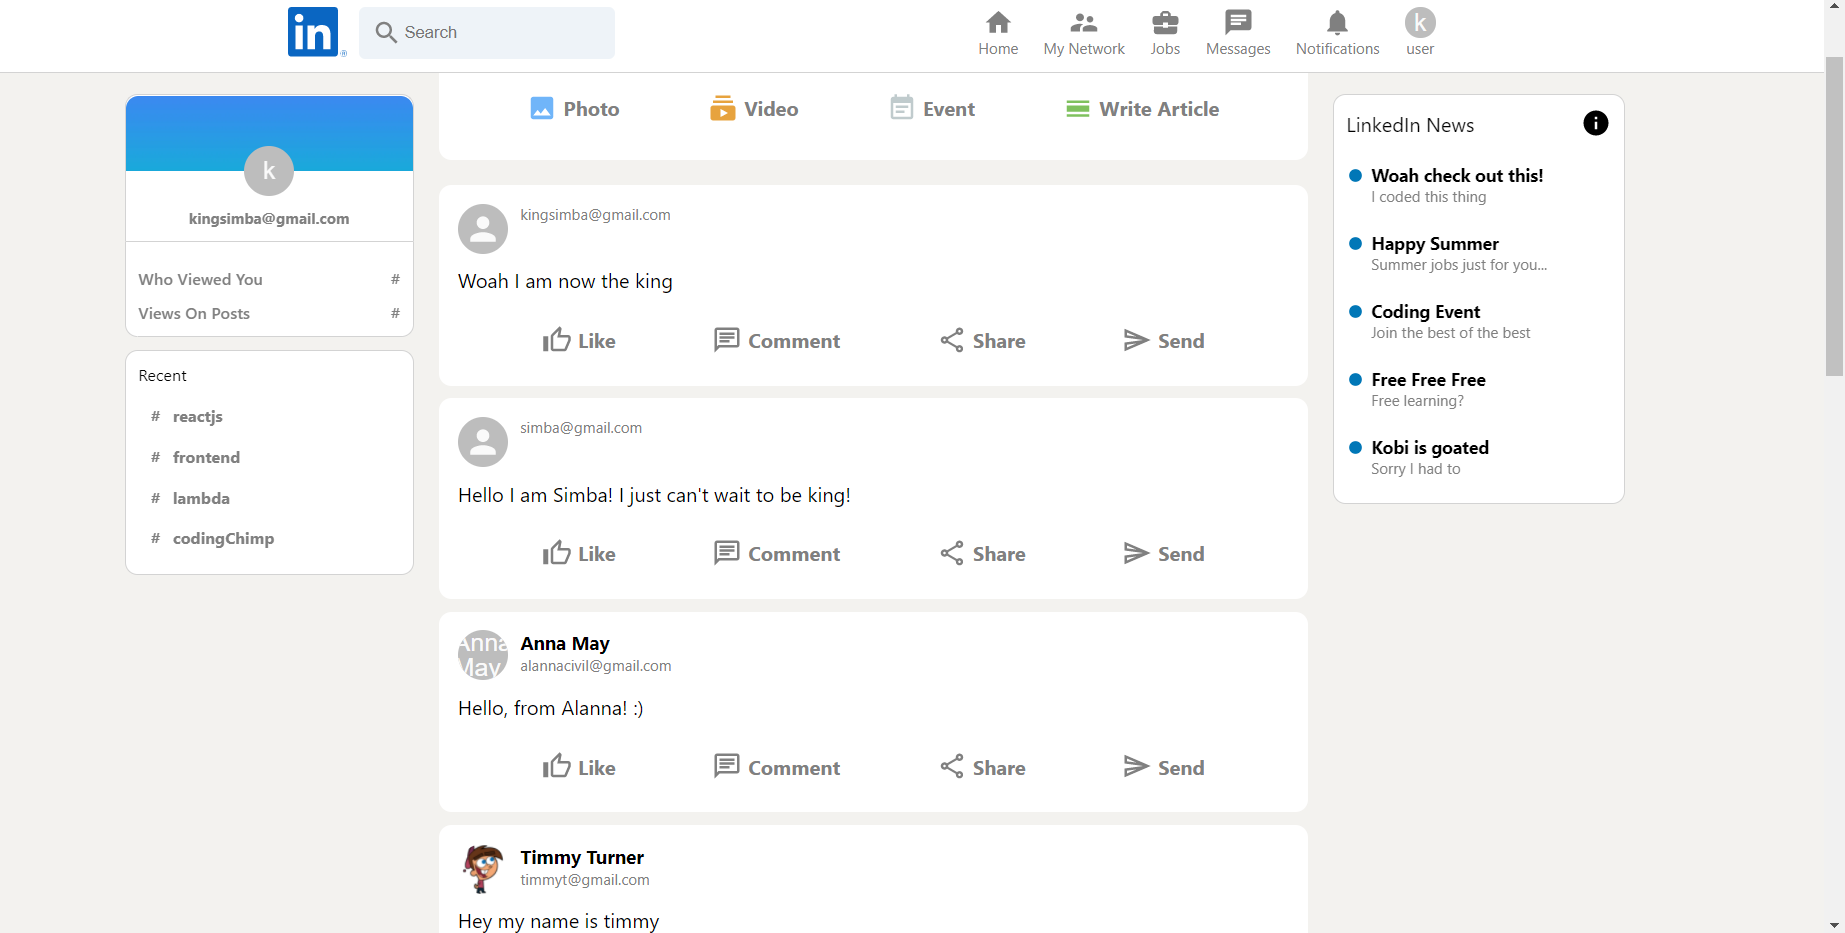 in
Search
Home
My Network
Jobs
Messages
Notifications
k
user
k
kingsimba@gmail.com
Who Viewed You #
Views On Posts #
Recent
# reactjs
# frontend
# lambda
# codingChimp
Photo
Video
Event
Write Article
kingsimba@gmail.com
Woah I am now the king
Like
Comment
Share
Send
simba@gmail.com
Hello I am Simba! I just can't wait to be king!
Like
Comment
Share
Send
Anna
May
Anna May
alannacivil@gmail.com
Hello, from Alanna! :)
Like
Comment
Share
Send
Timmy Turner
timmyt@gmail.com
Hey my name is timmy
LinkedIn News
Woah check out this!
I coded this thing
Happy Summer
Summer jobs just for you...
Coding Event
Join the best of the best
Free Free Free
Free learning?
Kobi is goated
Sorry I had to